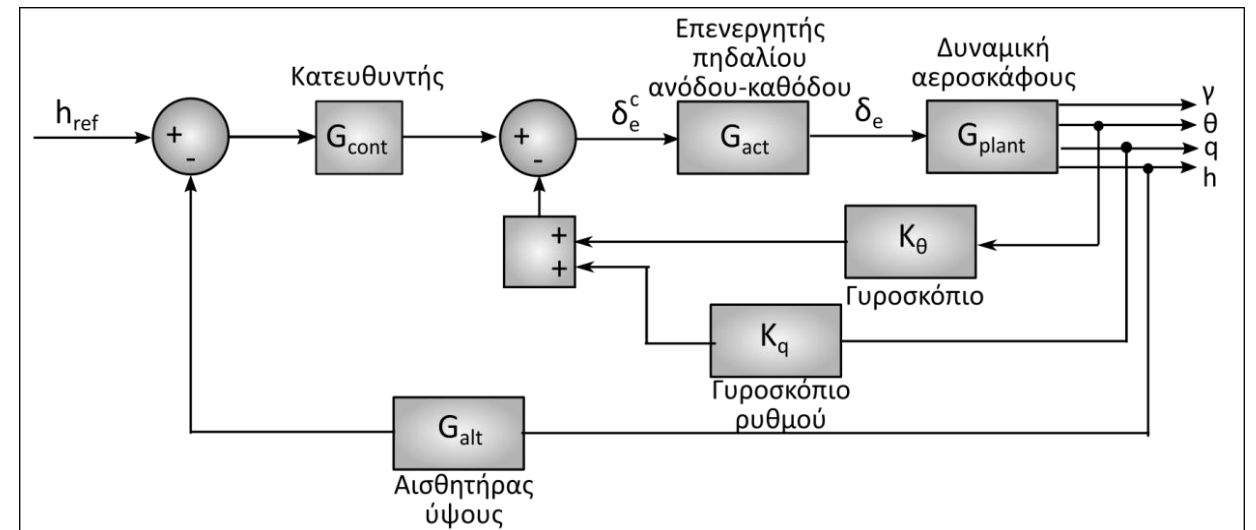 Επενεργητής
πηδαλίου
ανόδου-καθόδου
Δυναμική
αεροσκάφους
Κατευθυντής
h_ref
+
-
G_cont
+
-
δ_e^c
G_act
δ_e
G_plant
γ
θ
q
h
+
+
K_θ
Γυροσκόπιο
K_q
Γυροσκόπιο
ρυθμού
G_alt
Αισθητήρας
ύψους